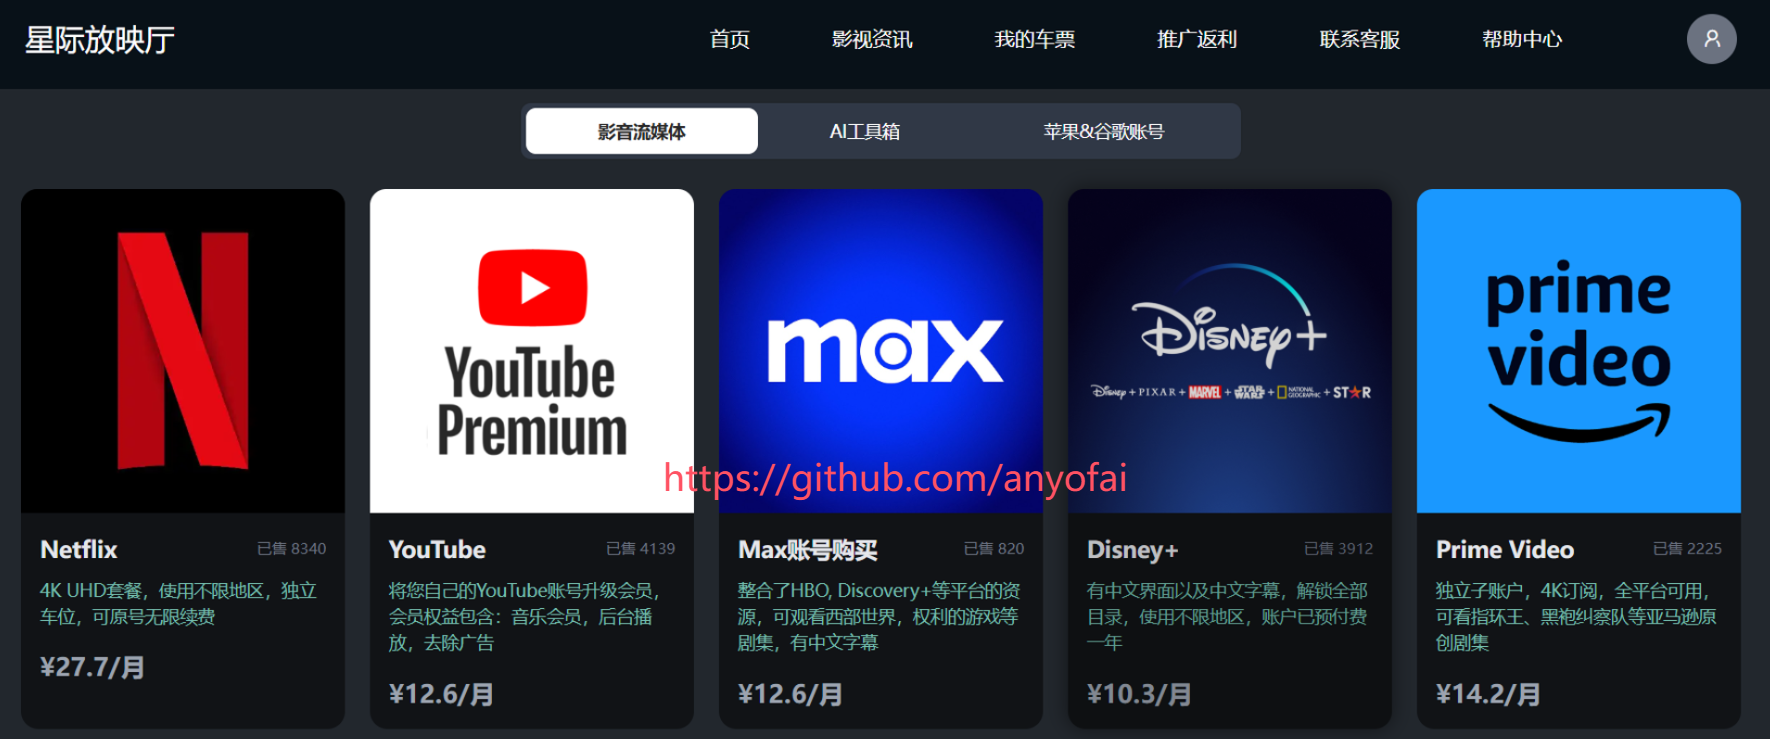 星际放映厅
首页
影视资讯
我的车票
推广返利
联系客服
帮助中心
影音流媒体
AI工具箱
苹果&谷歌账号
YouTube
Premium
max
Disney+
Disney + PIXAR + MARVEL + STAR WARS + NATIONAL GEOGRAPHIC + STAR
prime
video
https://github.com/anyofai
Netflix
已售 8340
4K UHD套餐，使用不限地区，独立
车位，可原号无限续费
¥27.7/月
YouTube
已售 4139
将您自己的YouTube账号升级会员，
会员权益包含：音乐会员，后台播
放，去除广告
¥12.6/月
Max账号购买
已售 820
整合了HBO, Discovery+等平台的资
源，可观看西部世界，权利的游戏等
剧集，有中文字幕
¥12.6/月
Disney+
已售 3912
有中文界面以及中文字幕，解锁全部
目录，使用不限地区，账户已预付费
一年
¥10.3/月
Prime Video
已售 2225
独立子账户，4K订阅，全平台可用，
可看指环王、黑袍纠察队等亚马逊原
创剧集
¥14.2/月